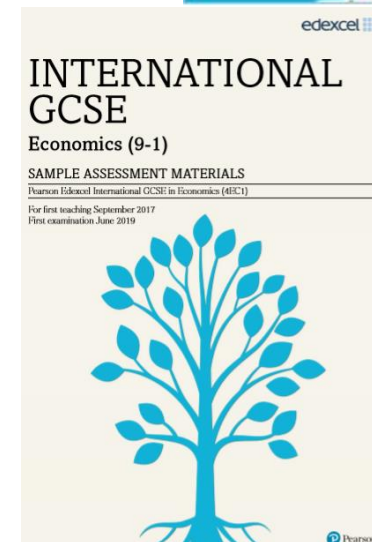 edexcel
INTERNATIONAL
GCSE
Economics (9-1)
SAMPLE ASSESSMENT MATERIALS
Pearson Edexcel International GCSE in Economics (4EC1)
For first teaching September 2017
First examination June 2019
Pearson